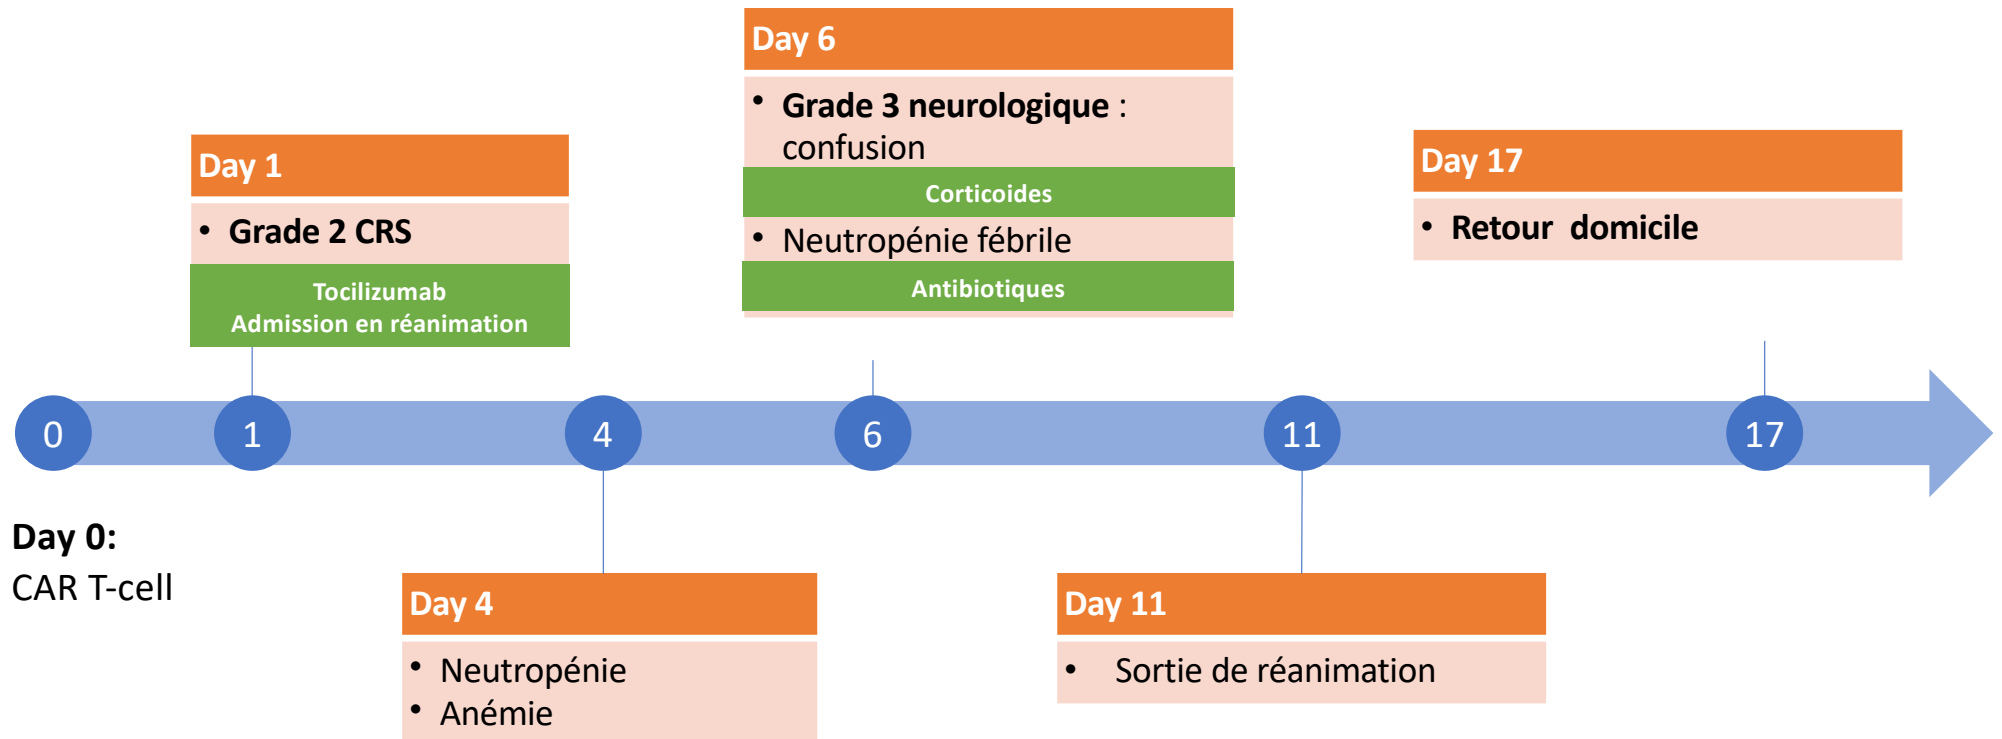 Day 6
• Grade 3 neurologique :
confusion
Corticoides
• Neutropénie fébrile
Antibiotiques
Day 1
• Grade 2 CRS
Tocilizumab
Admission en réanimation
Day 17
• Retour domicile
0
1
4
6
11
17
Day 0:
CAR T-cell
Day 4
• Neutropénie
• Anémie
Day 11
• Sortie de réanimation